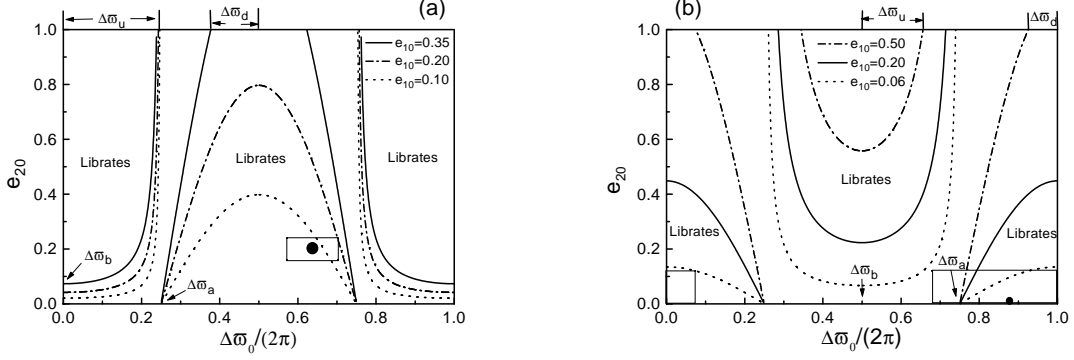 Δϖu Δϖd (a)
1.0
e10=0.35
e10=0.20
e10=0.10
0.8
0.6
Librates Librates Librates
e20
0.4
0.2
Δϖb
Δϖa
0.0
0.0 0.2 0.4 0.6 0.8 1.0
Δϖ0/(2π)
(b) Δϖu Δϖd
1.0
e10=0.50
e10=0.20
e10=0.06
0.8
0.6
e20
Librates
0.4
Librates Librates
0.2
Δϖb Δϖa
0.0
0.0 0.2 0.4 0.6 0.8 1.0
Δϖ0/(2π)